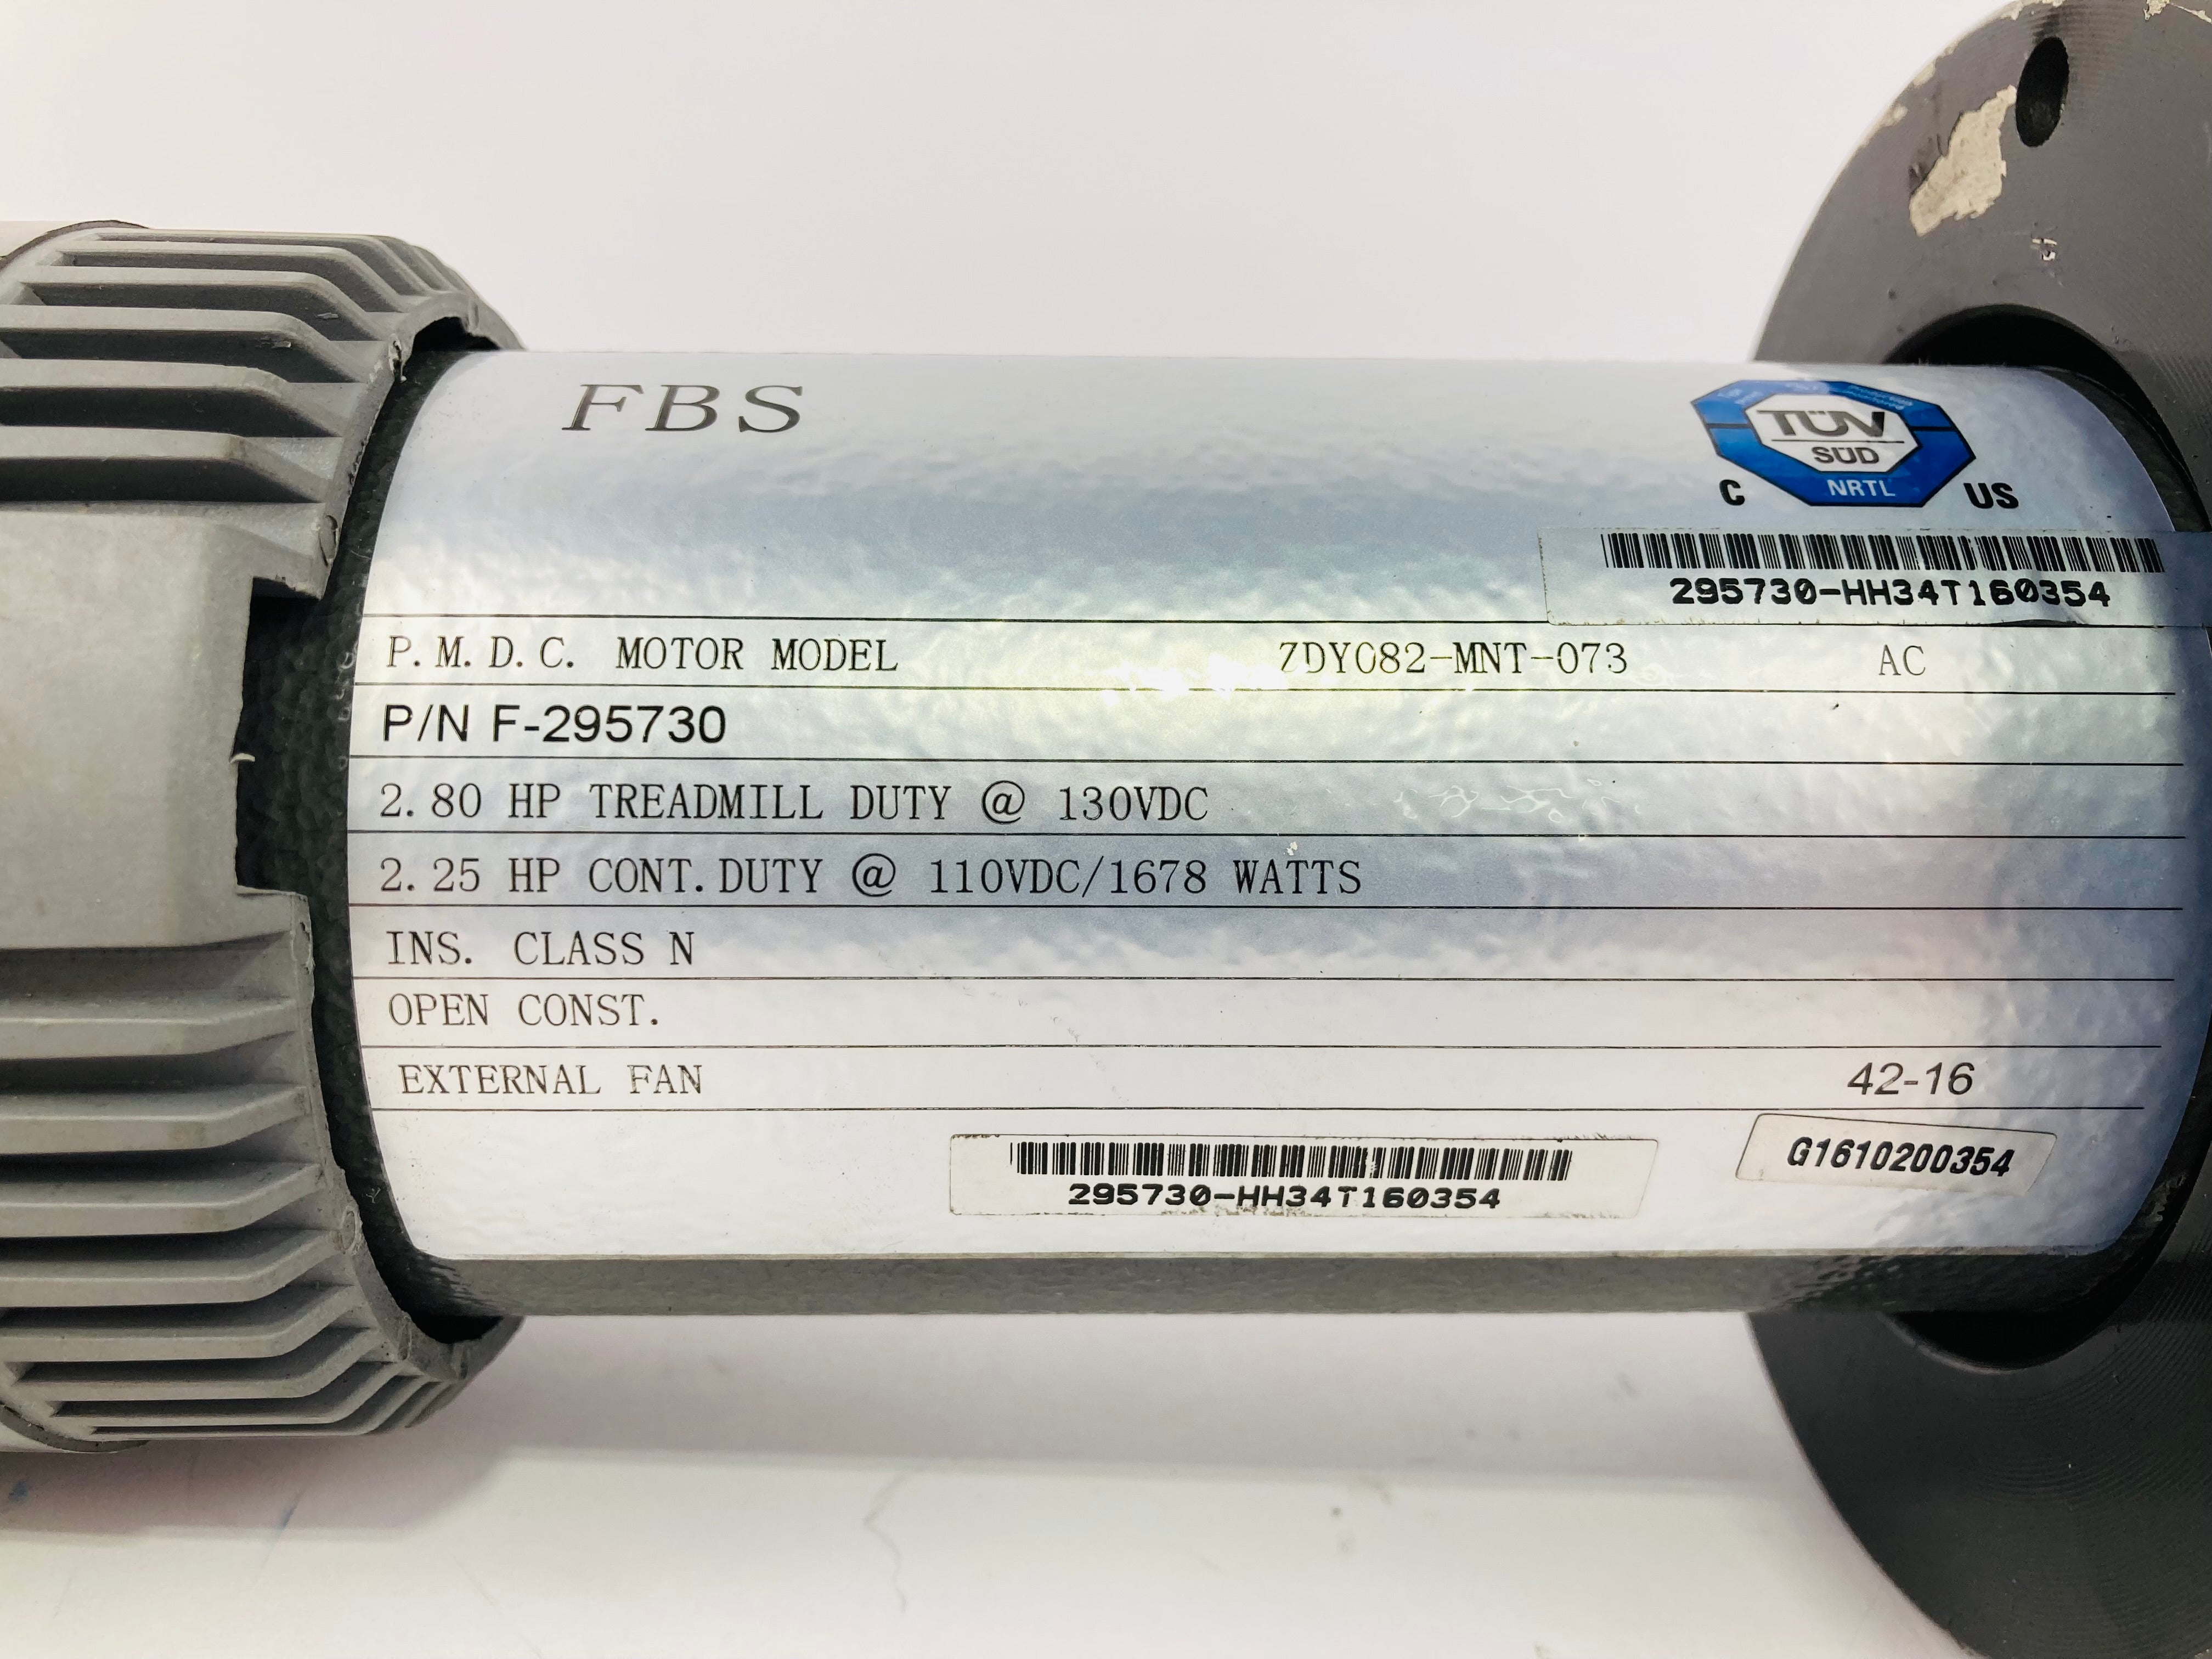 FBS
TÜV
SÜD
NRTL
C US
295730-HH34T160354
P.M.D.C. MOTOR MODEL ZDY082-MNT-073 AC
P/N F-295730
2.80 HP TREADMILL DUTY @ 130VDC
2.25 HP CONT.DUTY @ 110VDC/1678 WATTS
INS. CLASS N
OPEN CONST.
EXTERNAL FAN 42-16
295730-HH34T160354
G1610200354